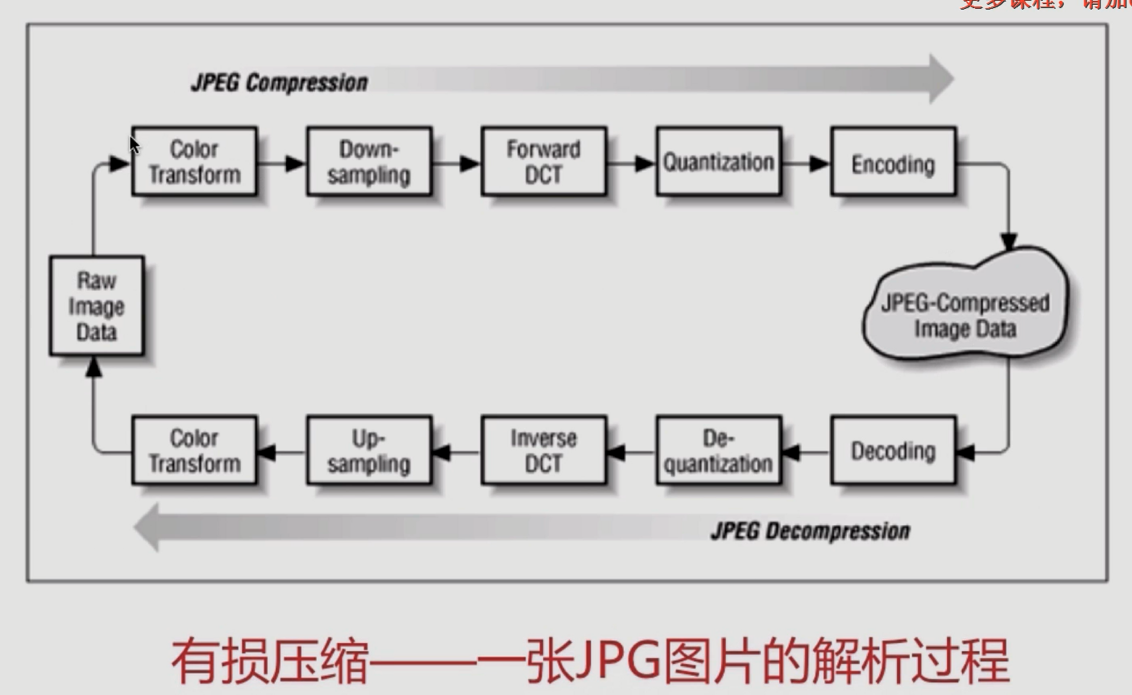 更多课程，请加
JPEG Compression
Color
Transform
Down-
sampling
Forward
DCT
Quantization
Encoding
Raw
Image
Data
JPEG-Compressed
Image Data
Color
Transform
Up-
sampling
Inverse
DCT
De-
quantization
Decoding
JPEG Decompression
有损压缩——一张JPG图片的解析过程